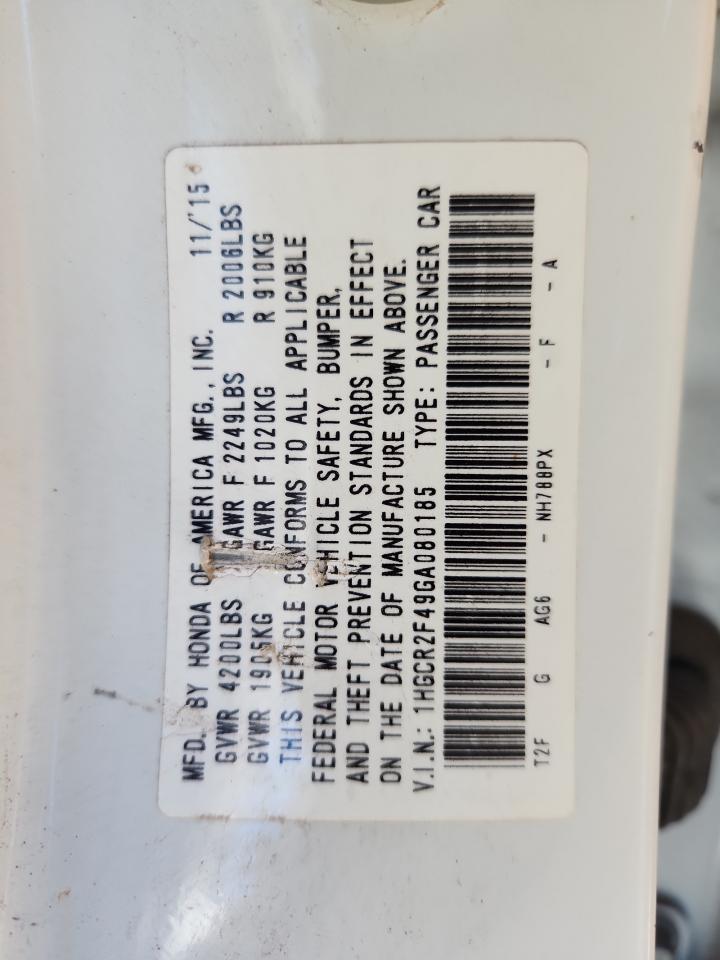 MFD. BY HONDA OF AMERICA MFG., INC. 11/'15
GVWR 4200LBS GAWR F 2249LBS R 2006LBS
GVWR 1905KG GAWR F 1020KG R 910KG
THIS VEHICLE CONFORMS TO ALL APPLICABLE
FEDERAL MOTOR VEHICLE SAFETY, BUMPER,
AND THEFT PREVENTION STANDARDS IN EFFECT
ON THE DATE OF MANUFACTURE SHOWN ABOVE.
V.I.N.: 1HGCR2F49GA080185 TYPE: PASSENGER CAR
T2F G AG6 - NH788PX - F - A